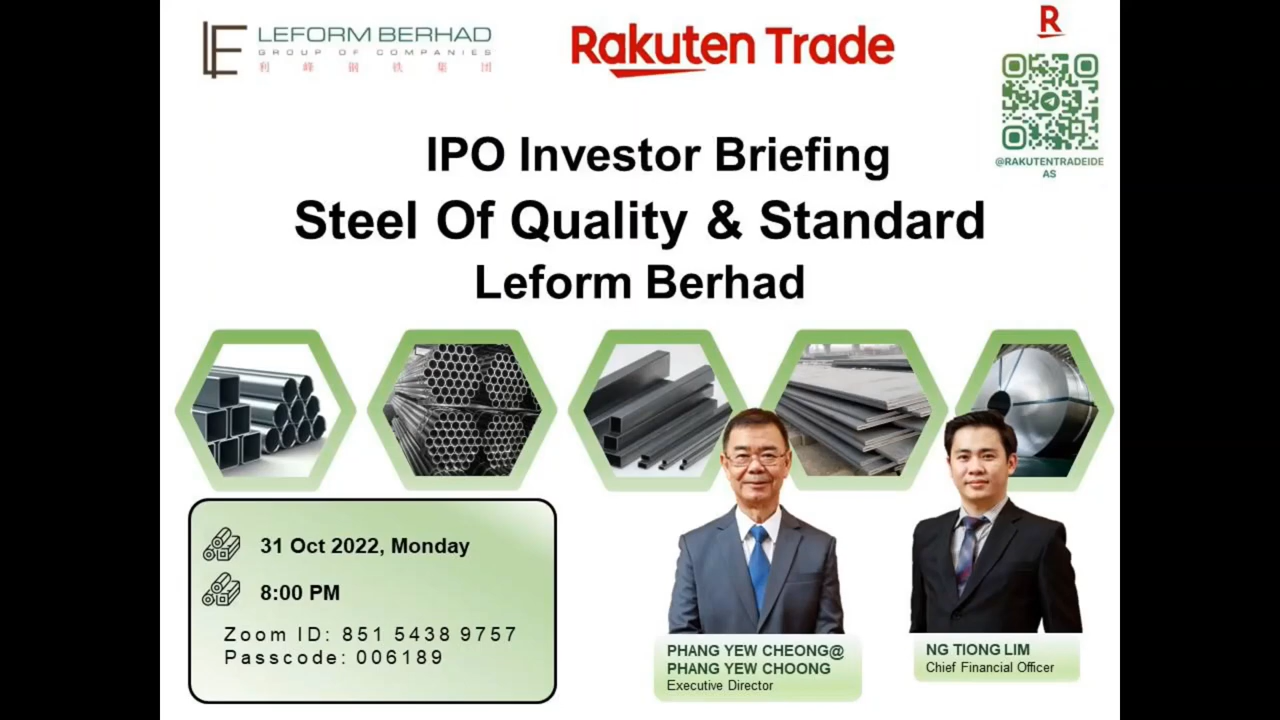 LEFORM BERHAD
GROUP OF COMPANIES
利峰钢铁集团
Rakuten Trade
R
@RAKUTENTRADEIDE
AS
IPO Investor Briefing
Steel Of Quality & Standard
Leform Berhad
31 Oct 2022, Monday
8:00 PM
Zoom ID: 851 5438 9757
Passcode: 006189
PHANG YEW CHEONG@
PHANG YEW CHOONG
Executive Director
NG TIONG LIM
Chief Financial Officer